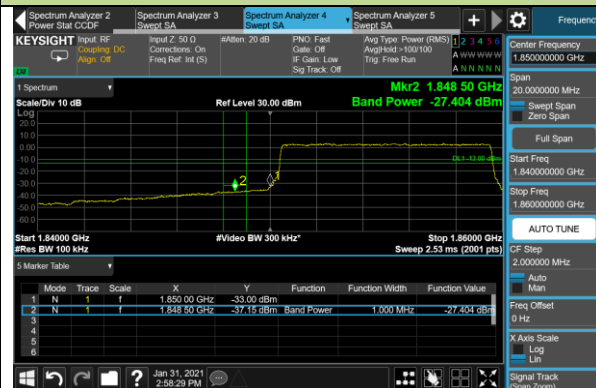 Spectrum Analyzer 2
Power Stat CCDF
Spectrum Analyzer 3
Swept SA
Spectrum Analyzer 4
Swept SA
Spectrum Analyzer 5
Swept SA
+
Frequenc
KEYSIGHT
Input: RF
Coupling: DC
Align: Off
Input Z: 50 Ω
Corrections: On
Freq Ref: Int (S)
#Atten: 20 dB
PNO: Fast
Gate: Off
IF Gain: Low
Sig Track: Off
Avg Type: Power (RMS)
Avg|Hold:>100/100
Trig: Free Run
1 2 3 4 5 6
A WWWWW
A NNNNN
1 Spectrum
Scale/Div 10 dB
Ref Level 30.00 dBm
Mkr2 1.848 50 GHz
Band Power -27.404 dBm
Log
20.0
10.0
0.00
-10.0
-20.0
-30.0
-40.0
-50.0
-60.0
DL1 -13.00 dBm
2
1
Start 1.84000 GHz
#Res BW 100 kHz
#Video BW 300 kHz*
Stop 1.86000 GHz
Sweep 2.53 ms (2001 pts)
5 Marker Table
Mode Trace Scale X Y Function Function Width Function Value
1 N 1 f 1.850 00 GHz -33.00 dBm
2 N 1 f 1.848 50 GHz -37.15 dBm Band Power 1.000 MHz -27.404 dBm
3
4
5
6
Jan 31, 2021
2:58:29 PM
?
Center Frequency
1.850000000 GHz
Span
20.0000000 MHz
Swept Span
Zero Span
Full Span
Start Freq
1.840000000 GHz
Stop Freq
1.860000000 GHz
AUTO TUNE
CF Step
2.000000 MHz
Auto
Man
Freq Offset
0 Hz
X Axis Scale
Log
Lin
Signal Track
(Span Zoom)